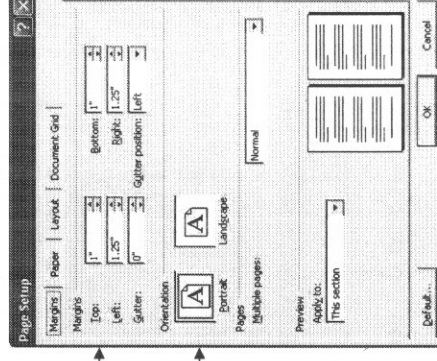 Page Setup
Margins Paper Layout Document Grid
Margins
Top: 1" Bottom: 1"
Left: 1.25" Right: 1.25"
Gutter: 0" Gutter position: Left
Orientation
A A
Portrait Landscape
Pages
Multiple pages: Normal
Preview
Apply to:
This section
Default... OK Cancel